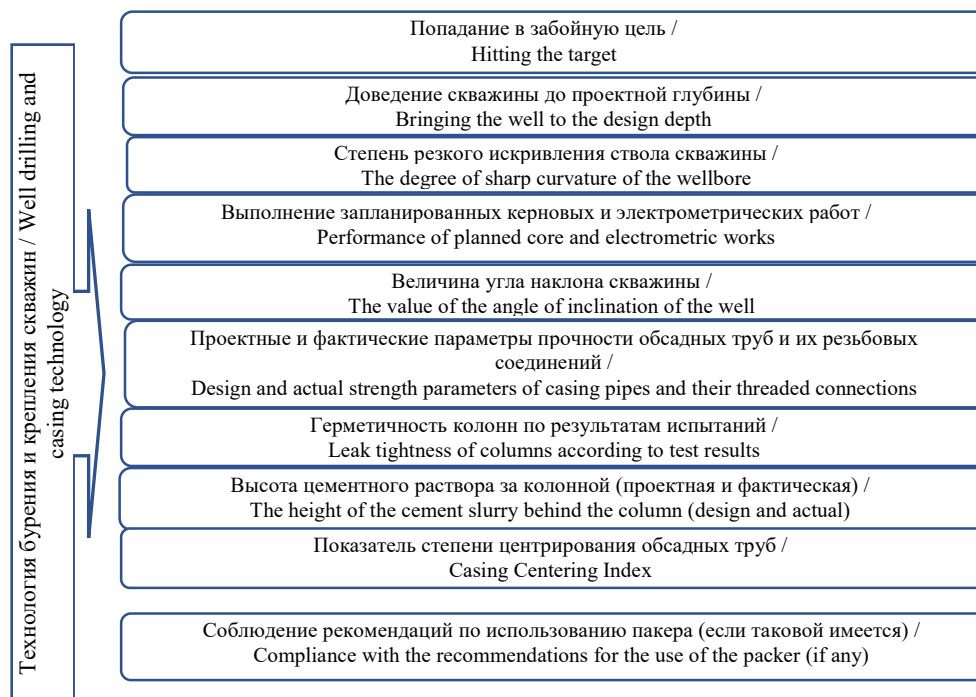 Технология бурения и крепления скважин / Well drilling and
casing technology
Попадание в забойную цель /
Hitting the target
Доведение скважины до проектной глубины /
Bringing the well to the design depth
Степень резкого искривления ствола скважины /
The degree of sharp curvature of the wellbore
Выполнение запланированных керновых и электрометрических работ /
Performance of planned core and electrometric works
Величина угла наклона скважины /
The value of the angle of inclination of the well
Проектные и фактические параметры прочности обсадных труб и их резьбовых
соединений /
Design and actual strength parameters of casing pipes and their threaded connections
Герметичность колонн по результатам испытаний /
Leak tightness of columns according to test results
Высота цементного раствора за колонной (проектная и фактическая) /
The height of the cement slurry behind the column (design and actual)
Показатель степени центрирования обсадных труб /
Casing Centering Index
Соблюдение рекомендаций по использованию пакера (если таковой имеется) /
Compliance with the recommendations for the use of the packer (if any)